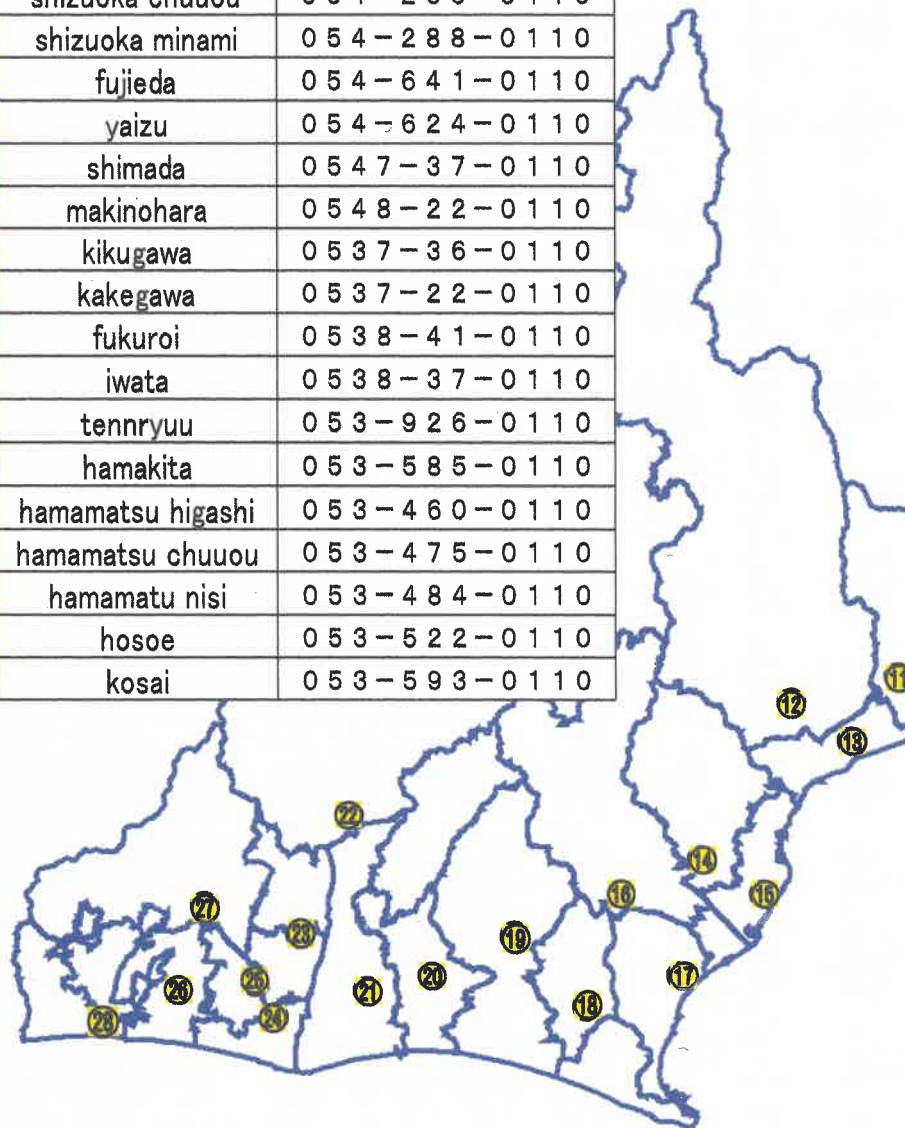 shizuoka chuuou
shizuoka minami 054-288-0110
fujieda 054-641-0110
yaizu 054-624-0110
shimada 0547-37-0110
makinohara 0548-22-0110
kikugawa 0537-36-0110
kakegawa 0537-22-0110
fukuroi 0538-41-0110
iwata 0538-37-0110
tennryuu 053-926-0110
hamakita 053-585-0110
hamamatsu higashi 053-460-0110
hamamatsu chuuou 053-475-0110
hamamatu nisi 053-484-0110
hosoe 053-522-0110
kosai 053-593-0110
⑪
⑫
⑬
㉒
⑭
⑯
⑮
㉗
㉓
⑲
㉕
⑳
⑰
㉖
㉑
⑱
㉘
㉔